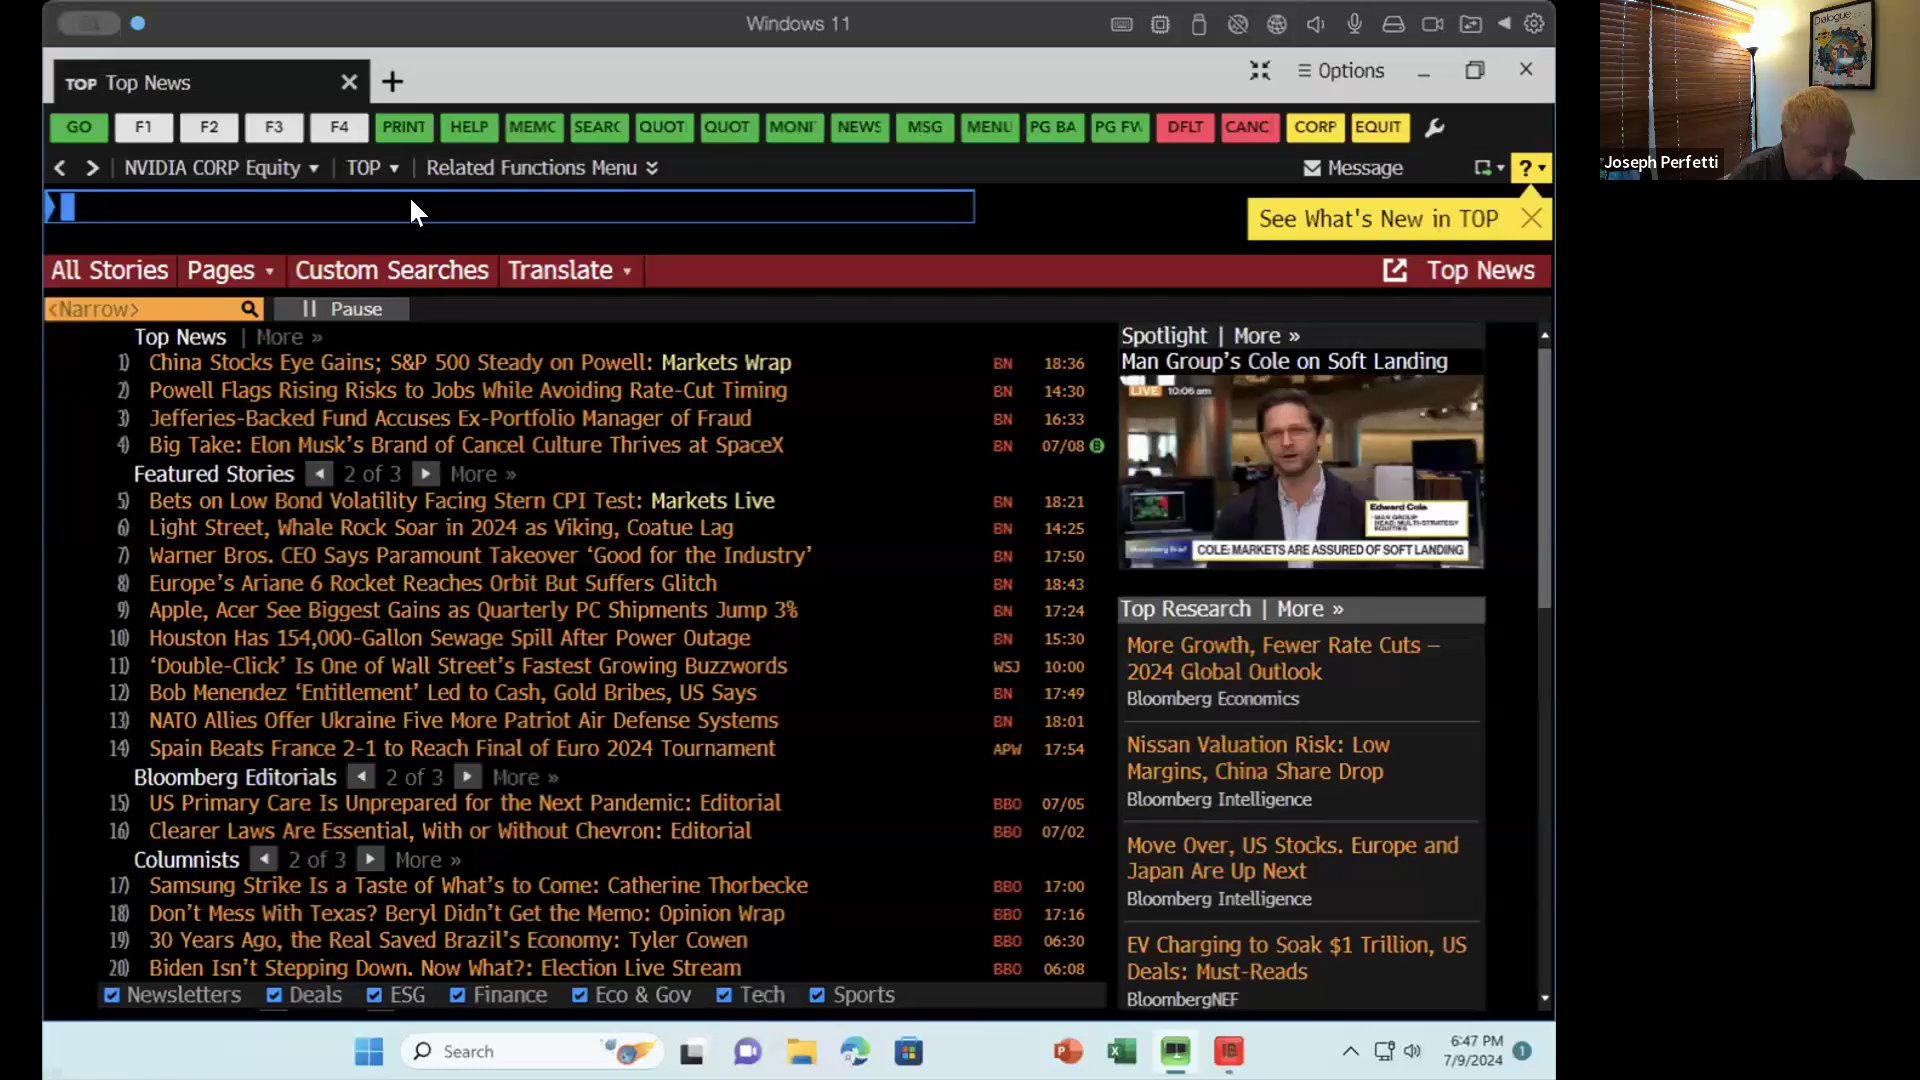 Windows 11
TOP Top News
Options
GO F1 F2 F3 F4 PRINT HELP MEMC SEARC QUOT QUOT MONI NEWS MSG MENU PG BA PG FW DFLT CANC CORP EQUIT
NVIDIA CORP Equity TOP Related Functions Menu Message ?
See What's New in TOP
All Stories Pages Custom Searches Translate Top News
<Narrow> Pause
Top News | More »
1) China Stocks Eye Gains; S&P 500 Steady on Powell: Markets Wrap BN 18:36
2) Powell Flags Rising Risks to Jobs While Avoiding Rate-Cut Timing BN 14:30
3) Jefferies-Backed Fund Accuses Ex-Portfolio Manager of Fraud BN 16:33
4) Big Take: Elon Musk's Brand of Cancel Culture Thrives at SpaceX BN 07/08 B
Featured Stories 2 of 3 More »
5) Bets on Low Bond Volatility Facing Stern CPI Test: Markets Live BN 18:21
6) Light Street, Whale Rock Soar in 2024 as Viking, Coatue Lag BN 14:25
7) Warner Bros. CEO Says Paramount Takeover ‘Good for the Industry’ BN 17:50
8) Europe's Ariane 6 Rocket Reaches Orbit But Suffers Glitch BN 18:43
9) Apple, Acer See Biggest Gains as Quarterly PC Shipments Jump 3% BN 17:24
10) Houston Has 154,000-Gallon Sewage Spill After Power Outage BN 15:30
11) ‘Double-Click’ Is One of Wall Street's Fastest Growing Buzzwords WSJ 10:00
12) Bob Menendez ‘Entitlement’ Led to Cash, Gold Bribes, US Says BN 17:49
13) NATO Allies Offer Ukraine Five More Patriot Air Defense Systems BN 18:01
14) Spain Beats France 2-1 to Reach Final of Euro 2024 Tournament APW 17:54
Bloomberg Editorials 2 of 3 More »
15) US Primary Care Is Unprepared for the Next Pandemic: Editorial BBO 07/05
16) Clearer Laws Are Essential, With or Without Chevron: Editorial BBO 07/02
Columnists 2 of 3 More »
17) Samsung Strike Is a Taste of What's to Come: Catherine Thorbecke BBO 17:00
18) Don't Mess With Texas? Beryl Didn't Get the Memo: Opinion Wrap BBO 17:16
19) 30 Years Ago, the Real Saved Brazil's Economy: Tyler Cowen BBO 06:30
20) Biden Isn't Stepping Down. Now What?: Election Live Stream BBO 06:08
Newsletters Deals ESG Finance Eco & Gov Tech Sports
Spotlight | More »
Man Group's Cole on Soft Landing
LIVE 10:06 am
Edward Cole
MAN GROUP
HEAD: MULTI-STRATEGY
EQUITIES
Bloomberg Brief COLE: MARKETS ARE ASSURED OF SOFT LANDING
Top Research | More »
More Growth, Fewer Rate Cuts –
2024 Global Outlook
Bloomberg Economics
Nissan Valuation Risk: Low
Margins, China Share Drop
Bloomberg Intelligence
Move Over, US Stocks. Europe and
Japan Are Up Next
Bloomberg Intelligence
EV Charging to Soak $1 Trillion, US
Deals: Must-Reads
BloombergNEF
Search
6:47 PM
7/9/2024
1
Dialogue
Joseph Perfetti